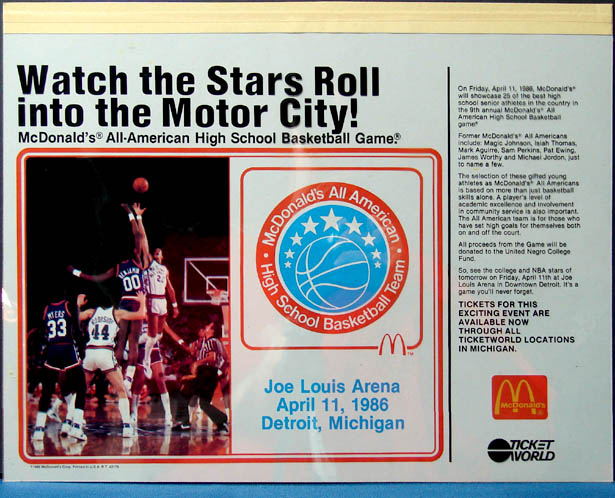 Watch the Stars Roll
into the Motor City!
McDonald's® All-American High School Basketball Game.®
On Friday, April 11, 1986, McDonald's®
will showcase 25 of the best high
school senior athletes in the country in
the 9th annual McDonald's® All
American High School Basketball
game®
Former McDonald's® All Americans
include: Magic Johnson, Isiah Thomas,
Mark Aguirre, Sam Perkins, Pat Ewing,
James Worthy and Michael Jordon, just
to name a few.
The selection of these gifted young
athletes as McDonald's® All Americans
is based on more than just basketball
skills alone. A player's level of
academic excellence and involvement
in community service is also important.
The All American team is for those who
have set high goals for themselves both
on and off the court.
All proceeds from the Game will be
donated to the United Negro College
Fund.
So, see the college and NBA stars of
tomorrow on Friday, April 11th at Joe
Louis Arena in Downtown Detroit. It's a
game you'll never forget.
TICKETS FOR THIS
EXCITING EVENT ARE
AVAILABLE NOW
THROUGH ALL
TICKETWORLD LOCATIONS
IN MICHIGAN.
McDonald's All American
High School Basketball Team
BENJAMIN
00
MYERS
33
44
TM
Joe Louis Arena
April 11, 1986
Detroit, Michigan
McDonald's
®
TICKET
WORLD